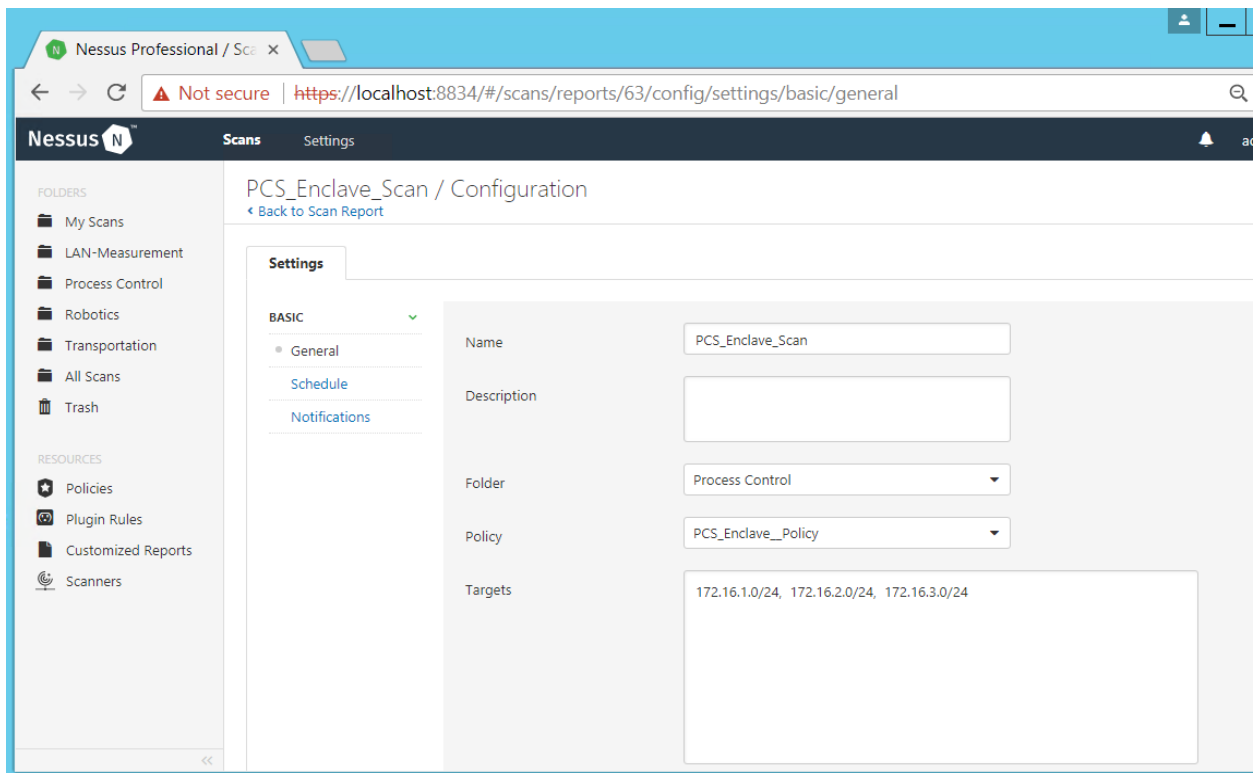 Nessus Professional / Sca
Not secure | https://localhost:8834/#/scans/reports/63/config/settings/basic/general
Nessus N™ Scans Settings
FOLDERS
My Scans
LAN-Measurement
Process Control
Robotics
Transportation
All Scans
Trash
RESOURCES
Policies
Plugin Rules
Customized Reports
Scanners
PCS_Enclave_Scan / Configuration
Back to Scan Report
Settings
BASIC
General
Schedule
Notifications
Name PCS_Enclave_Scan
Description
Folder Process Control
Policy PCS_Enclave__Policy
Targets 172.16.1.0/24, 172.16.2.0/24, 172.16.3.0/24